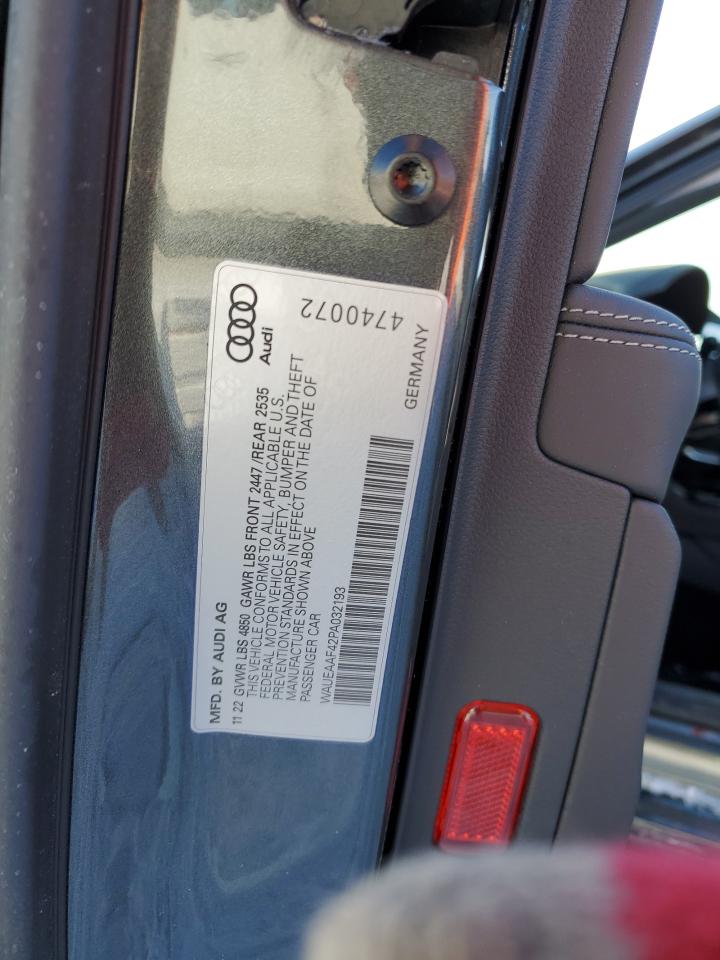 MFD. BY AUDI AG
Audi
11 22 GVWR LBS 4850 GAWR LBS FRONT 2447/REAR 2535
THIS VEHICLE CONFORMS TO ALL APPLICABLE U.S.
FEDERAL MOTOR VEHICLE SAFETY, BUMPER AND THEFT
PREVENTION STANDARDS IN EFFECT ON THE DATE OF
MANUFACTURE SHOWN ABOVE
PASSENGER CAR
WAUEAAF42PA032193
4740072
GERMANY